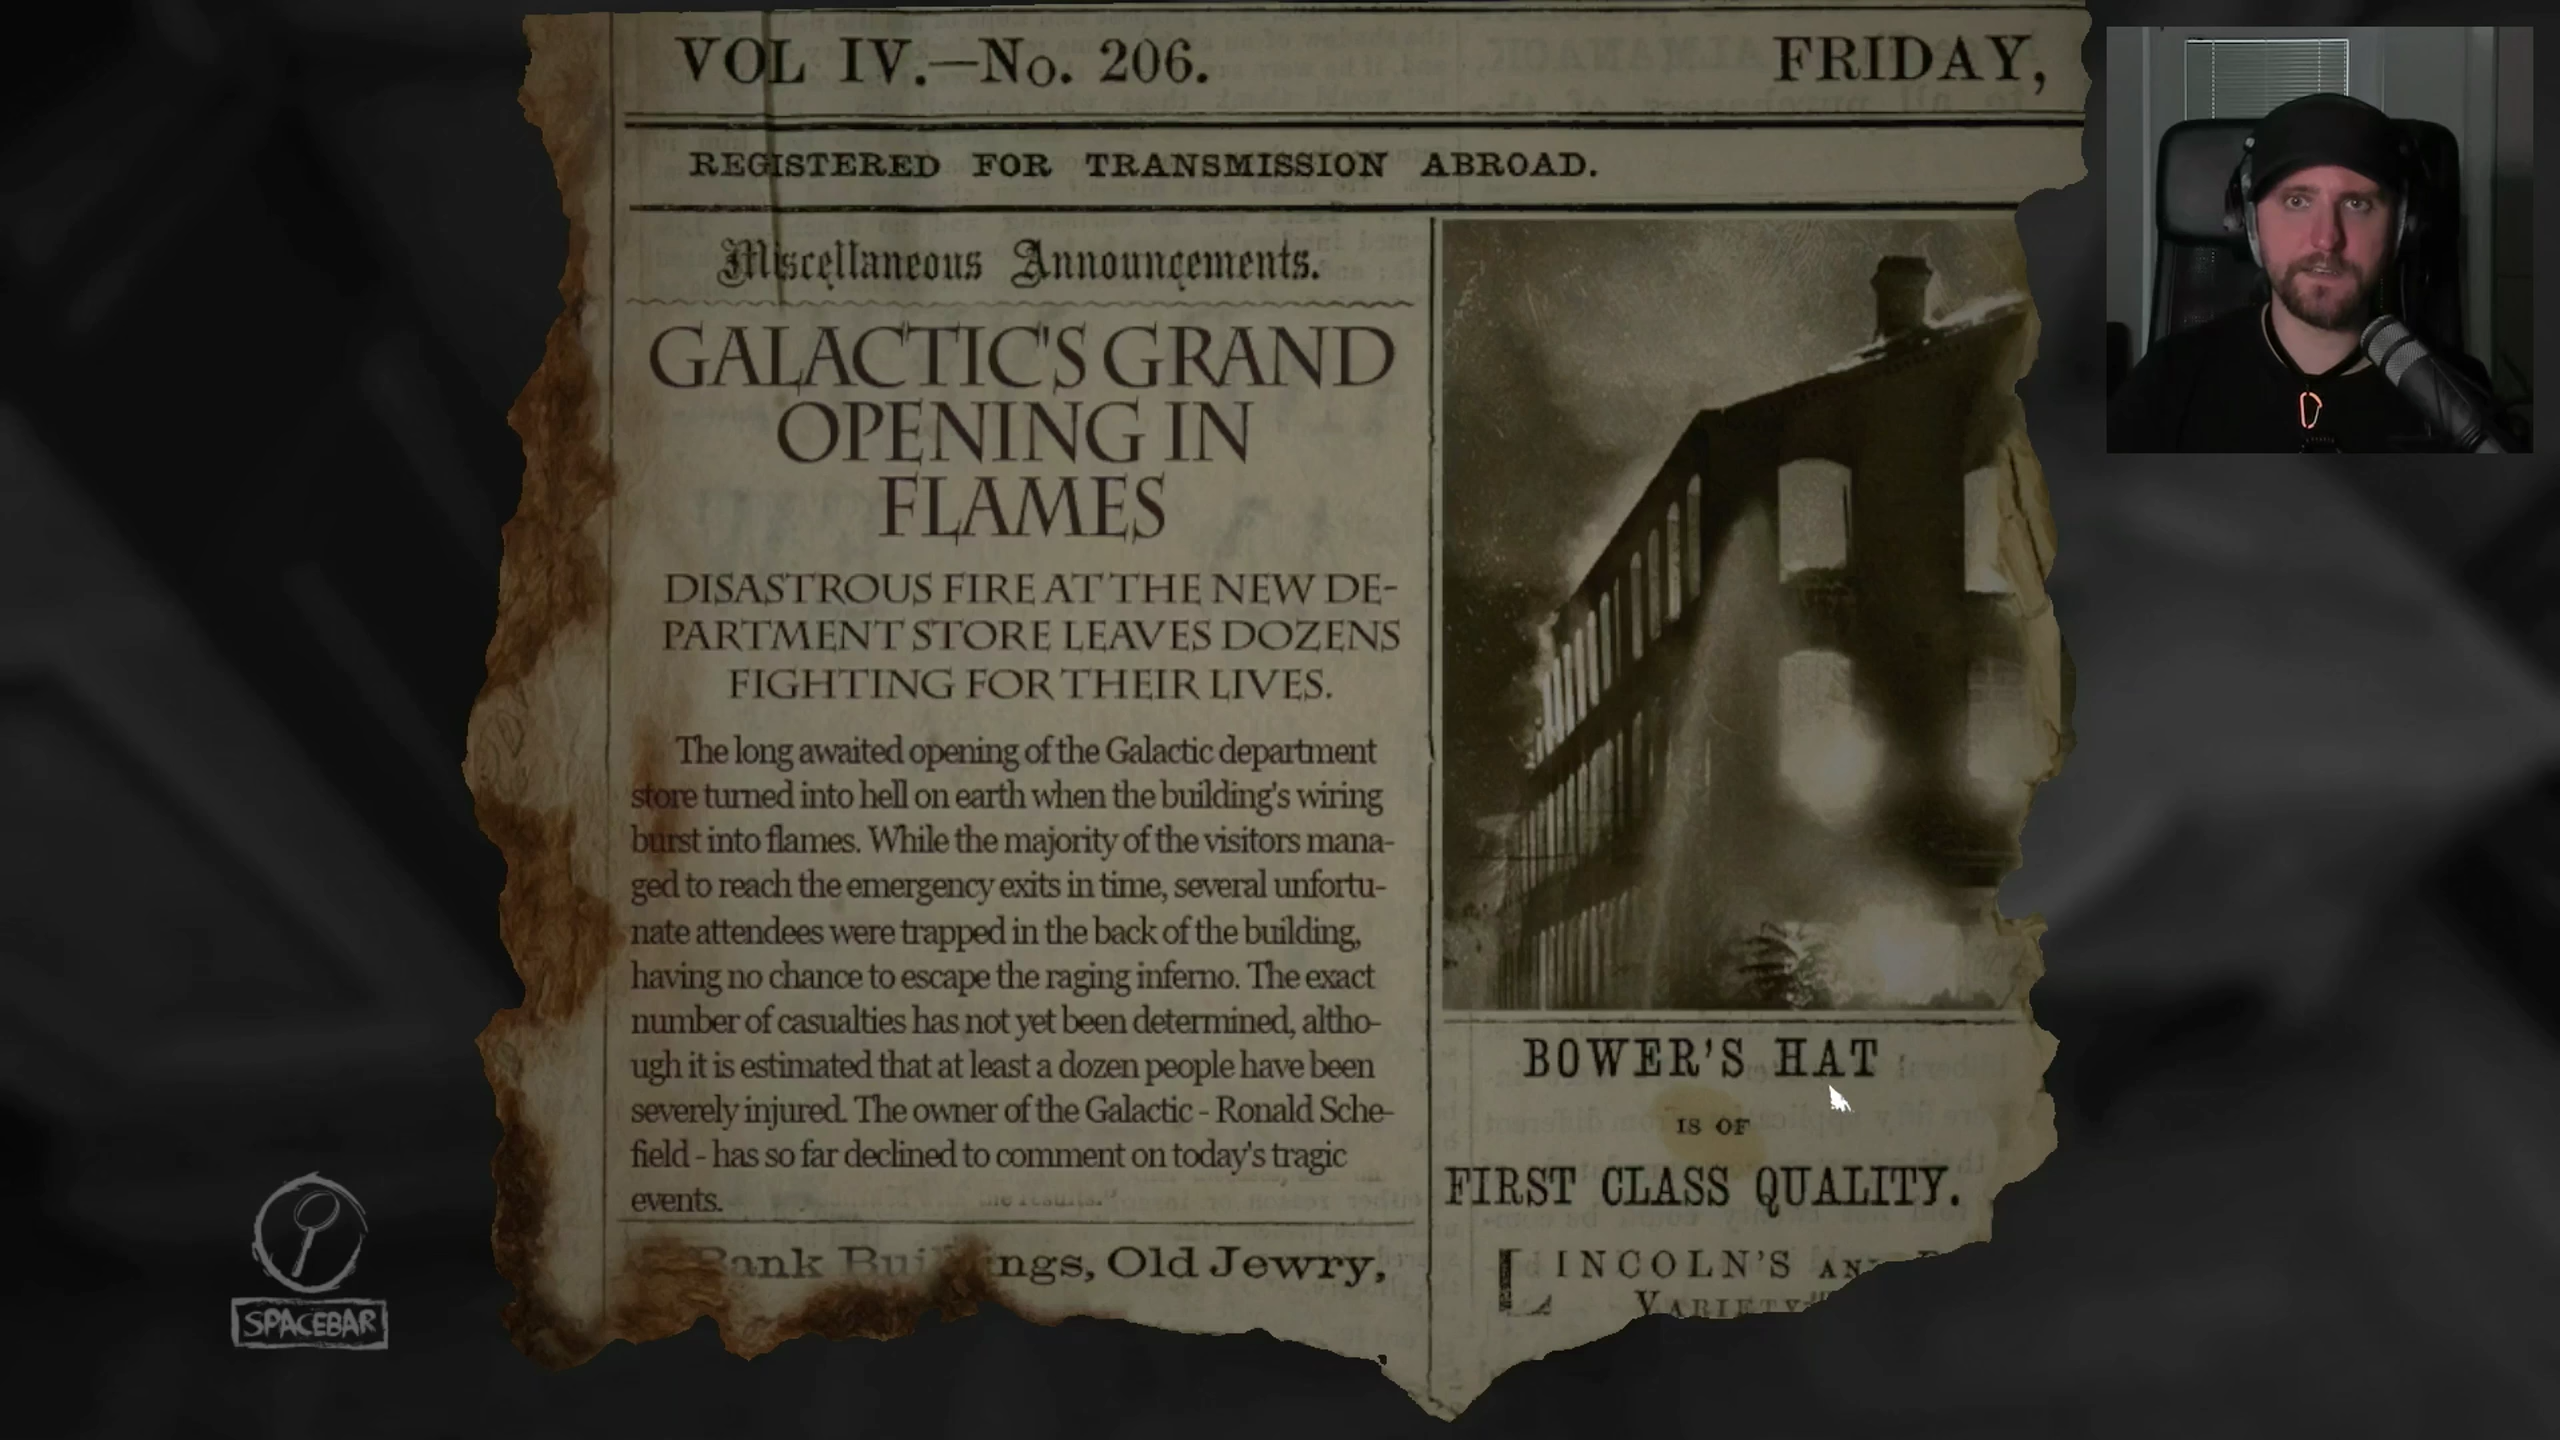 VOL IV.—No. 206.
FRIDAY,
REGISTERED FOR TRANSMISSION ABROAD.
Miscellaneous Announcements.
GALACTIC'S GRAND
OPENING IN
FLAMES
DISASTROUS FIRE AT THE NEW DE-
PARTMENT STORE LEAVES DOZENS
FIGHTING FOR THEIR LIVES.
The long awaited opening of the Galactic department
store turned into hell on earth when the building's wiring
burst into flames. While the majority of the visitors mana-
ged to reach the emergency exits in time, several unfortu-
nate attendees were trapped in the back of the building,
having no chance to escape the raging inferno. The exact
number of casualties has not yet been determined, altho-
ugh it is estimated that at least a dozen people have been
severely injured. The owner of the Galactic - Ronald Sche-
field - has so far declined to comment on today's tragic
events.
the results."
ngs, Old Jewry,
BOWER'S HAT
IS OF
FIRST CLASS QUALITY.
LINCOLN'S
VARIETY
SPACEBAR